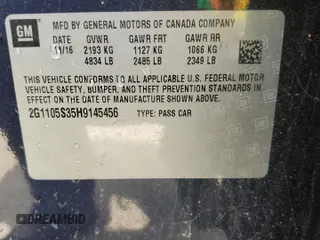 GM
MFD BY GENERAL MOTORS OF CANADA COMPANY
11/16 GVWR GAWR FRT GAWR RR
2193 KG 1127 KG 1066 KG
4834 LB 2485 LB 2349 LB
THIS VEHICLE CONFORMS TO ALL APPLICABLE U.S. FEDERAL MOTOR
VEHICLE SAFETY, BUMPER, AND THEFT PREVENTION STANDARDS IN
EFFECT ON THE DATE OF MANUFACTURE SHOWN ABOVE.
2G1105S35H9145456 TYPE: PASS CAR
DREAMBID